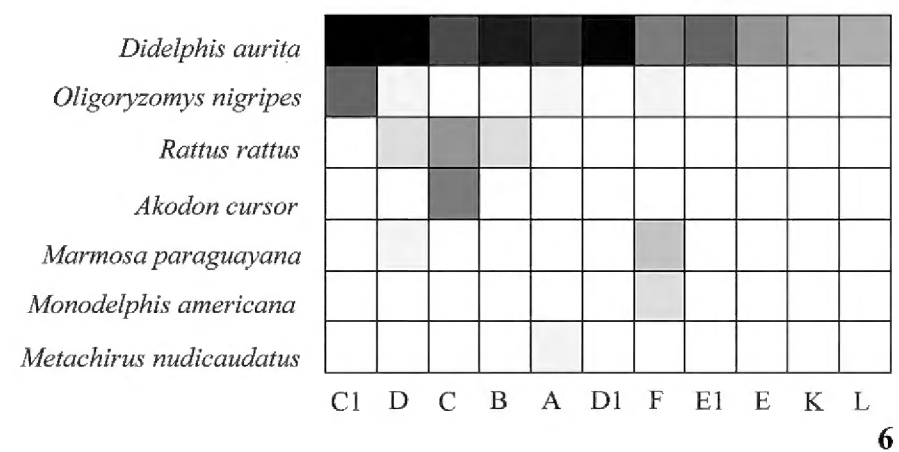 Didelphis aurita
Oligoryzomys nigripes
Rattus rattus
Akodon cursor
Marmosa paraguayana
Monodelphis americana
Metachirus nudicaudatus
C1 D C B A D1 F E1 E K L
6